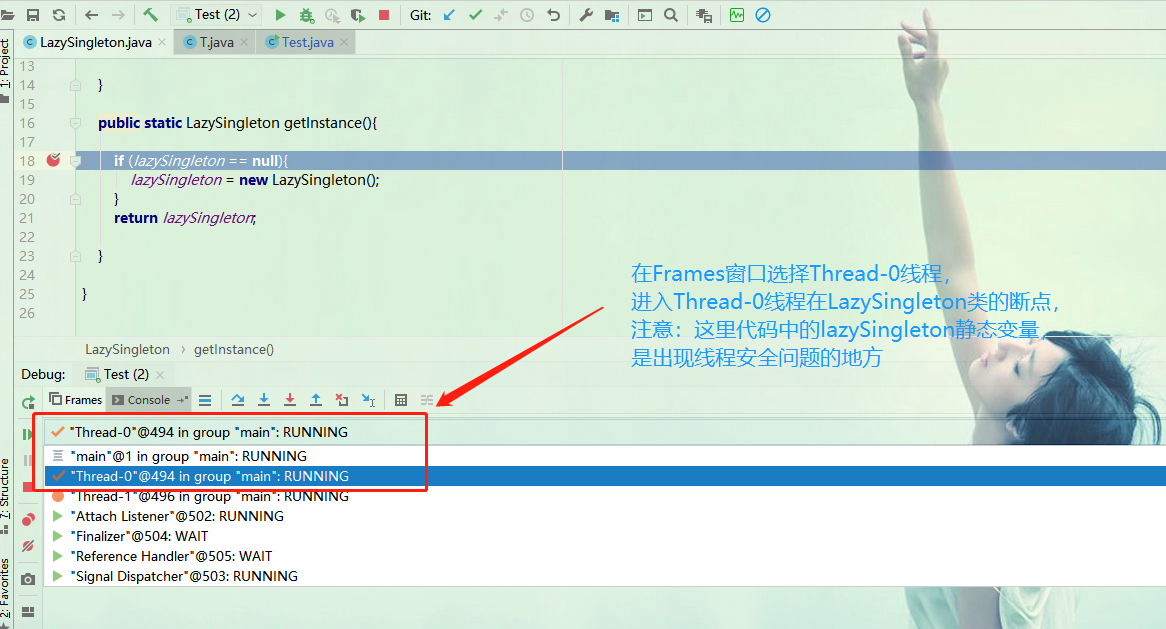 Test (2)
Git:
LazySingleton.java
T.java
Test.java
1: Project
13
14 }
15
16 public static LazySingleton getInstance(){
17
18 if (lazySingleton == null){
19 lazySingleton = new LazySingleton();
20 }
21 return lazySingleton;
22
23 }
24
25 }
26
在Frames窗口选择Thread-0线程，
进入Thread-0线程在LazySingleton类的断点，
注意：这里代码中的lazySingleton静态变量，
是出现线程安全问题的地方
LazySingleton › getInstance()
Debug: Test (2)
Frames Console
"Thread-0"@494 in group "main": RUNNING
"main"@1 in group "main": RUNNING
"Thread-0"@494 in group "main": RUNNING
"Thread-1"@496 in group "main": RUNNING
"Attach Listener"@502: RUNNING
"Finalizer"@504: WAIT
"Reference Handler"@505: WAIT
"Signal Dispatcher"@503: RUNNING
7: Structure
2: Favorites